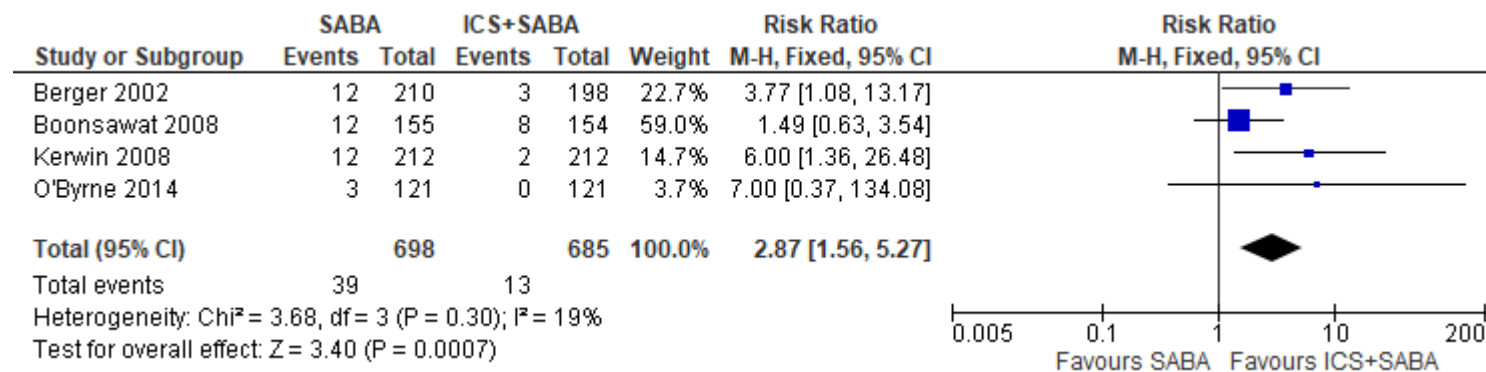 SABA ICS+SABA Risk Ratio Risk Ratio
Study or Subgroup Events Total Events Total Weight M-H, Fixed, 95% CI M-H, Fixed, 95% CI
Berger 2002 12 210 3 198 22.7% 3.77 [1.08, 13.17]
Boonsawat 2008 12 155 8 154 59.0% 1.49 [0.63, 3.54]
Kerwin 2008 12 212 2 212 14.7% 6.00 [1.36, 26.48]
O'Byrne 2014 3 121 0 121 3.7% 7.00 [0.37, 134.08]
Total (95% CI) 698 685 100.0% 2.87 [1.56, 5.27]
Total events 39 13
Heterogeneity: Chi² = 3.68, df = 3 (P = 0.30); I² = 19%
Test for overall effect: Z = 3.40 (P = 0.0007)
0.005 0.1 1 10 200
Favours SABA Favours ICS+SABA